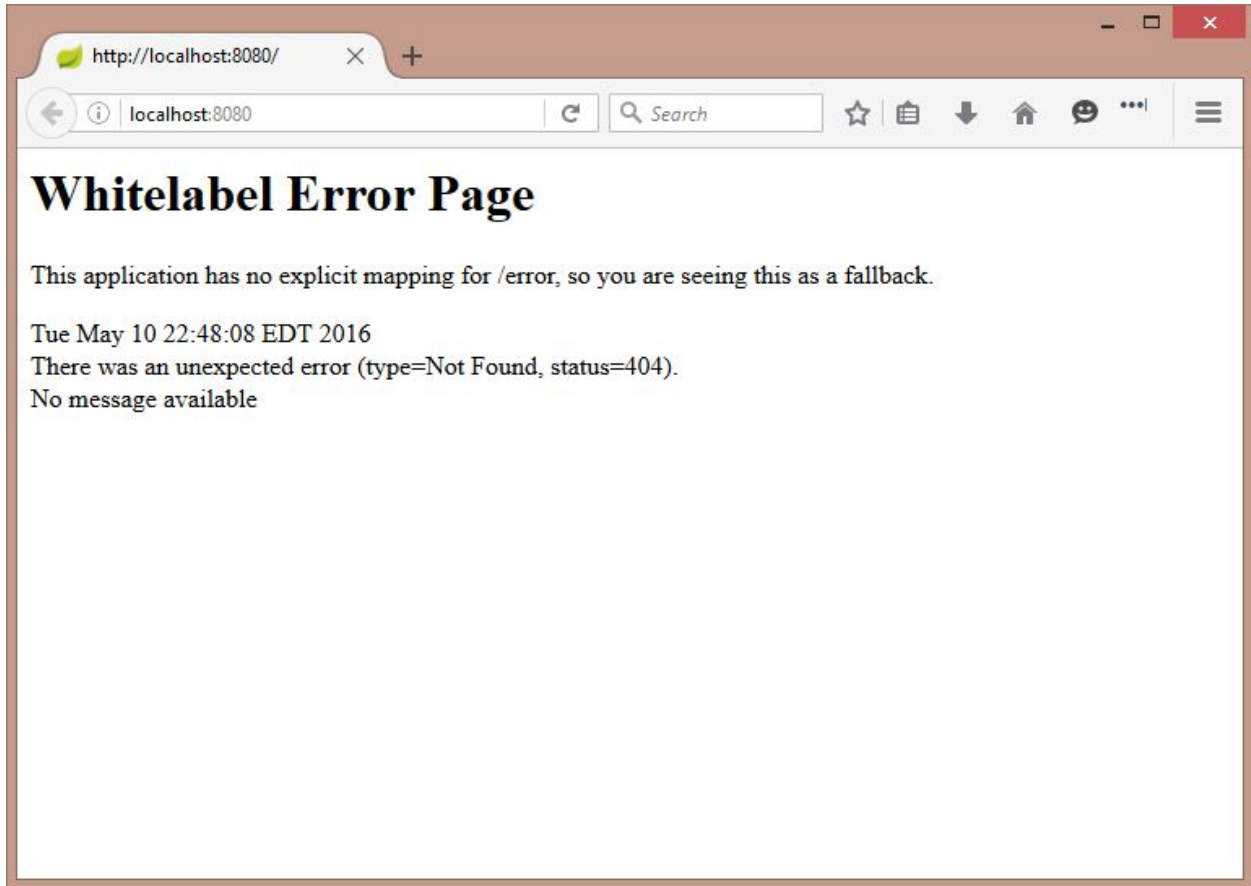 http://localhost:8080/
localhost:8080
Search
Whitelabel Error Page
This application has no explicit mapping for /error, so you are seeing this as a fallback.
Tue May 10 22:48:08 EDT 2016
There was an unexpected error (type=Not Found, status=404).
No message available